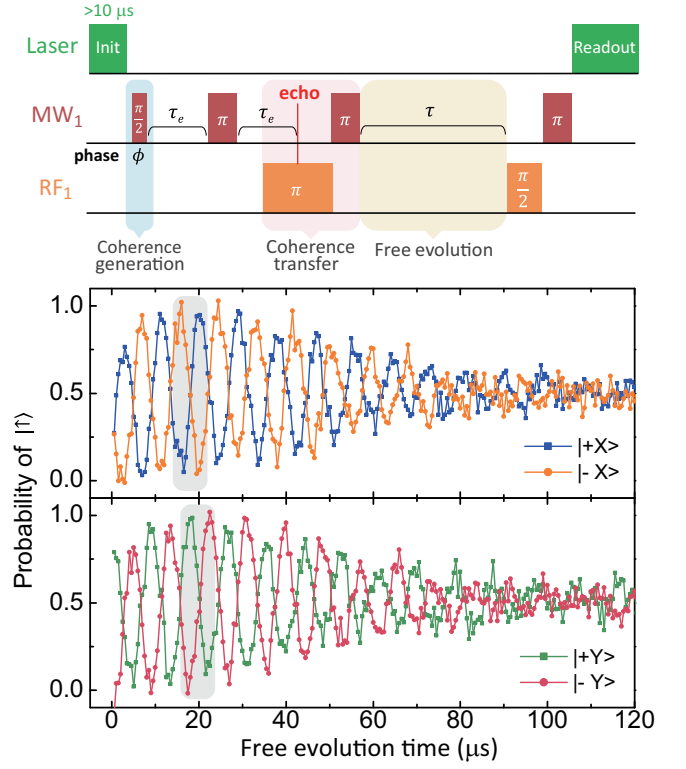 >10 μs
Laser
Init
Readout
echo
MW₁
π/2
τₑ
π
τₑ
π
τ
π
phase
ϕ
RF₁
π
π/2
Coherence
generation
Coherence
transfer
Free evolution
Probability of |↑⟩
1.0
0.5
0.0
|+X>
|- X>
1.0
0.5
0.0
|+Y>
|- Y>
0 20 40 60 80 100 120
Free evolution time (μs)